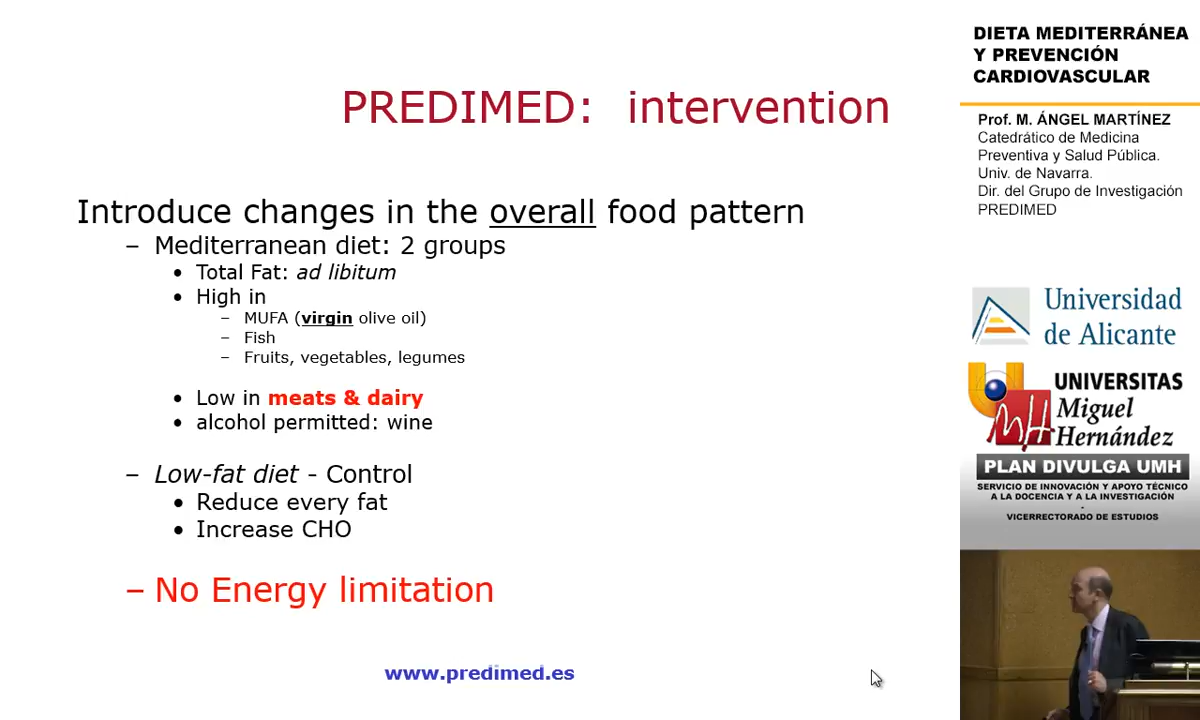 PREDIMED: intervention
Introduce changes in the overall food pattern
– Mediterranean diet: 2 groups
• Total Fat: ad libitum
• High in
– MUFA (virgin olive oil)
– Fish
– Fruits, vegetables, legumes
• Low in meats & dairy
• alcohol permitted: wine
– Low-fat diet - Control
• Reduce every fat
• Increase CHO
– No Energy limitation
www.predimed.es
DIETA MEDITERRÁNEA
Y PREVENCIÓN
CARDIOVASCULAR
Prof. M. ÁNGEL MARTÍNEZ
Catedrático de Medicina
Preventiva y Salud Pública.
Univ. de Navarra.
Dir. del Grupo de Investigación
PREDIMED
Universidad
de Alicante
UNIVERSITAS
Miguel
Hernández
PLAN DIVULGA UMH
SERVICIO DE INNOVACIÓN Y APOYO TÉCNICO
A LA DOCENCIA Y A LA INVESTIGACIÓN
-
VICERRECTORADO DE ESTUDIOS